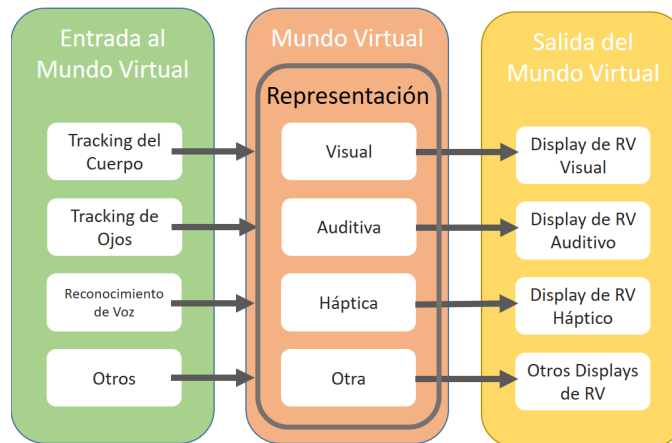 Entrada al
Mundo Virtual
Tracking del
Cuerpo
Tracking de
Ojos
Reconocimiento
de Voz
Otros
Mundo Virtual
Representación
Visual
Auditiva
Háptica
Otra
Salida del
Mundo Virtual
Display de RV
Visual
Display de RV
Auditivo
Display de RV
Háptico
Otros Displays
de RV